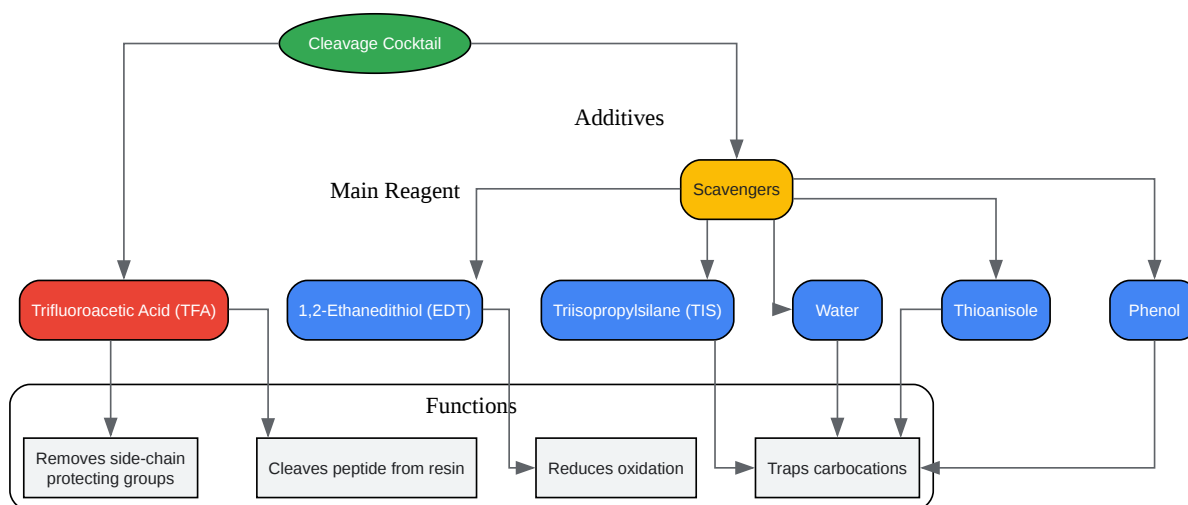 Cleavage Cocktail
Additives
Main Reagent
Scavengers
Trifluoroacetic Acid (TFA)
1,2-Ethanedithiol (EDT)
Triisopropylsilane (TIS)
Water
Thioanisole
Phenol
Functions
Removes side-chain
protecting groups
Cleaves peptide from resin
Reduces oxidation
Traps carbocations